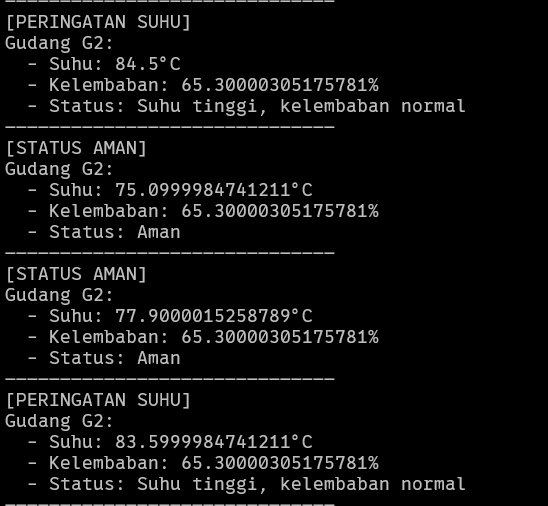 ------------------------------
[PERINGATAN SUHU]
Gudang G2:
  - Suhu: 84.5°C
  - Kelembaban: 65.30000305175781%
  - Status: Suhu tinggi, kelembaban normal
------------------------------
[STATUS AMAN]
Gudang G2:
  - Suhu: 75.0999984741211°C
  - Kelembaban: 65.30000305175781%
  - Status: Aman
------------------------------
[STATUS AMAN]
Gudang G2:
  - Suhu: 77.9000015258789°C
  - Kelembaban: 65.30000305175781%
  - Status: Aman
------------------------------
[PERINGATAN SUHU]
Gudang G2:
  - Suhu: 83.5999984741211°C
  - Kelembaban: 65.30000305175781%
  - Status: Suhu tinggi, kelembaban normal
------------------------------